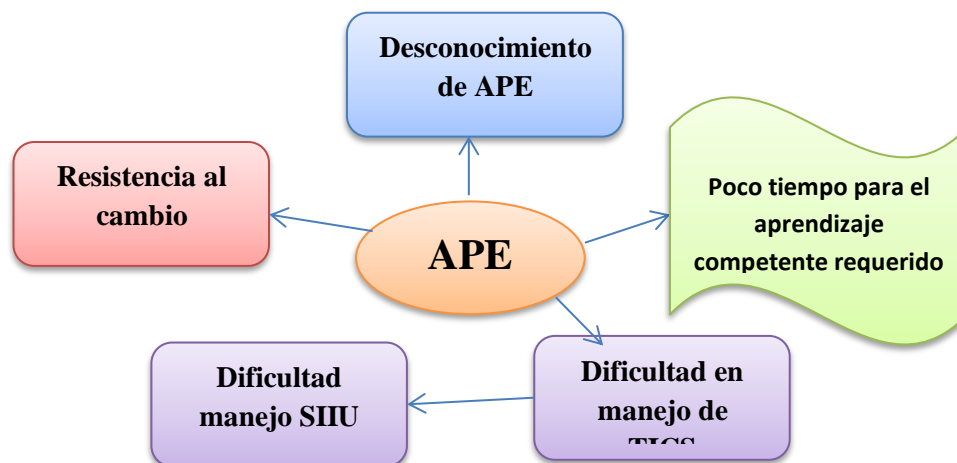 Desconocimiento
de APE
Resistencia al
cambio
Poco tiempo para el
aprendizaje
competente requerido
APE
Dificultad
manejo SIIU
Dificultad en
manejo de
TICS